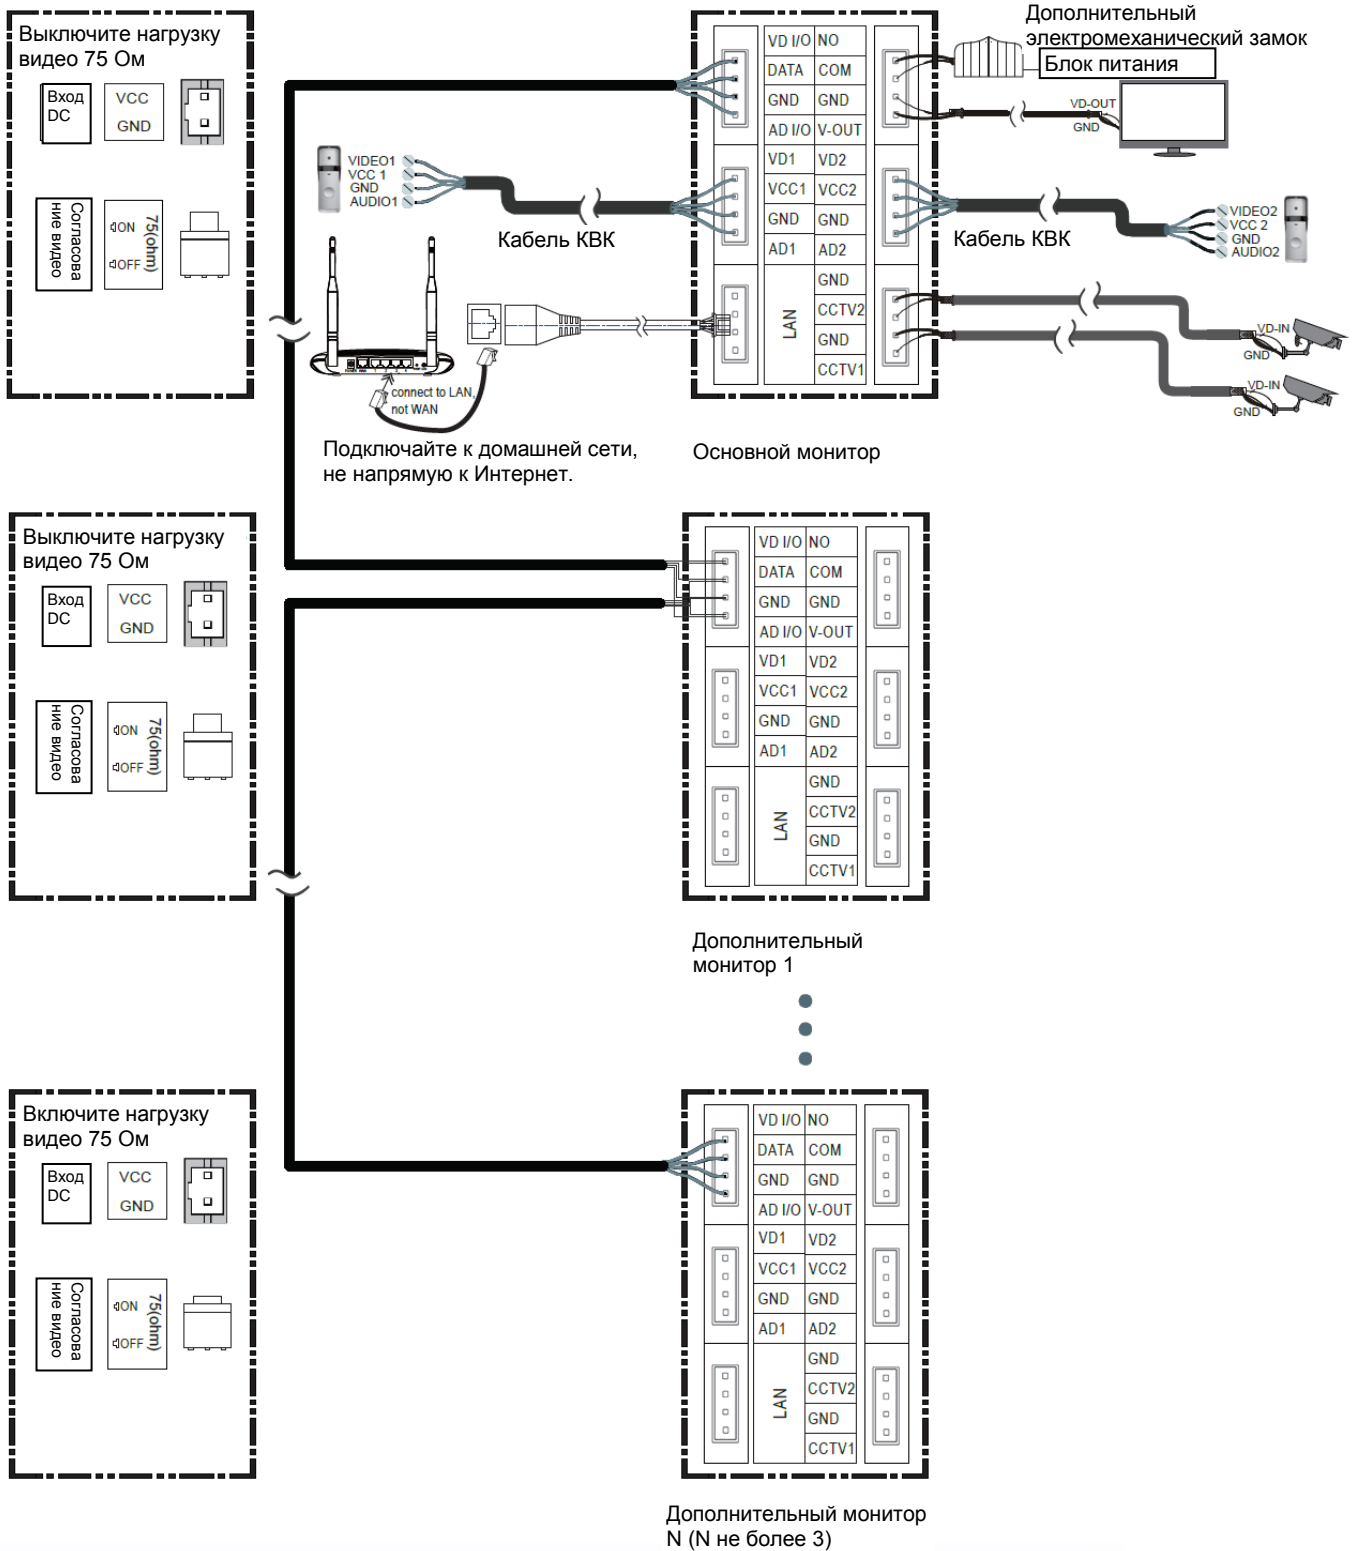 Выключите нагрузку
видео 75 Ом
Вход
DC
VCC
GND
Согласова
ние видео
ON
OFF
75(ohm)
VIDEO1
VCC 1
GND
AUDIO1
Кабель КВК
connect to LAN,
not WAN
Подключайте к домашней сети,
не напрямую к Интернет.
VD I/O NO
DATA COM
GND GND
AD I/O V-OUT
VD1 VD2
VCC1 VCC2
GND GND
AD1 AD2
LAN
GND
CCTV2
GND
CCTV1
Основной монитор
Дополнительный
электромеханический замок
Блок питания
VD-OUT
GND
Кабель КВК
VIDEO2
VCC 2
GND
AUDIO2
VD-IN
GND
VD-IN
GND
Выключите нагрузку
видео 75 Ом
Вход
DC
VCC
GND
Согласова
ние видео
ON
OFF
75(ohm)
VD I/O NO
DATA COM
GND GND
AD I/O V-OUT
VD1 VD2
VCC1 VCC2
GND GND
AD1 AD2
LAN
GND
CCTV2
GND
CCTV1
Дополнительный
монитор 1
Включите нагрузку
видео 75 Ом
Вход
DC
VCC
GND
Согласова
ние видео
ON
OFF
75(ohm)
VD I/O NO
DATA COM
GND GND
AD I/O V-OUT
VD1 VD2
VCC1 VCC2
GND GND
AD1 AD2
LAN
GND
CCTV2
GND
CCTV1
Дополнительный монитор
N (N не более 3)